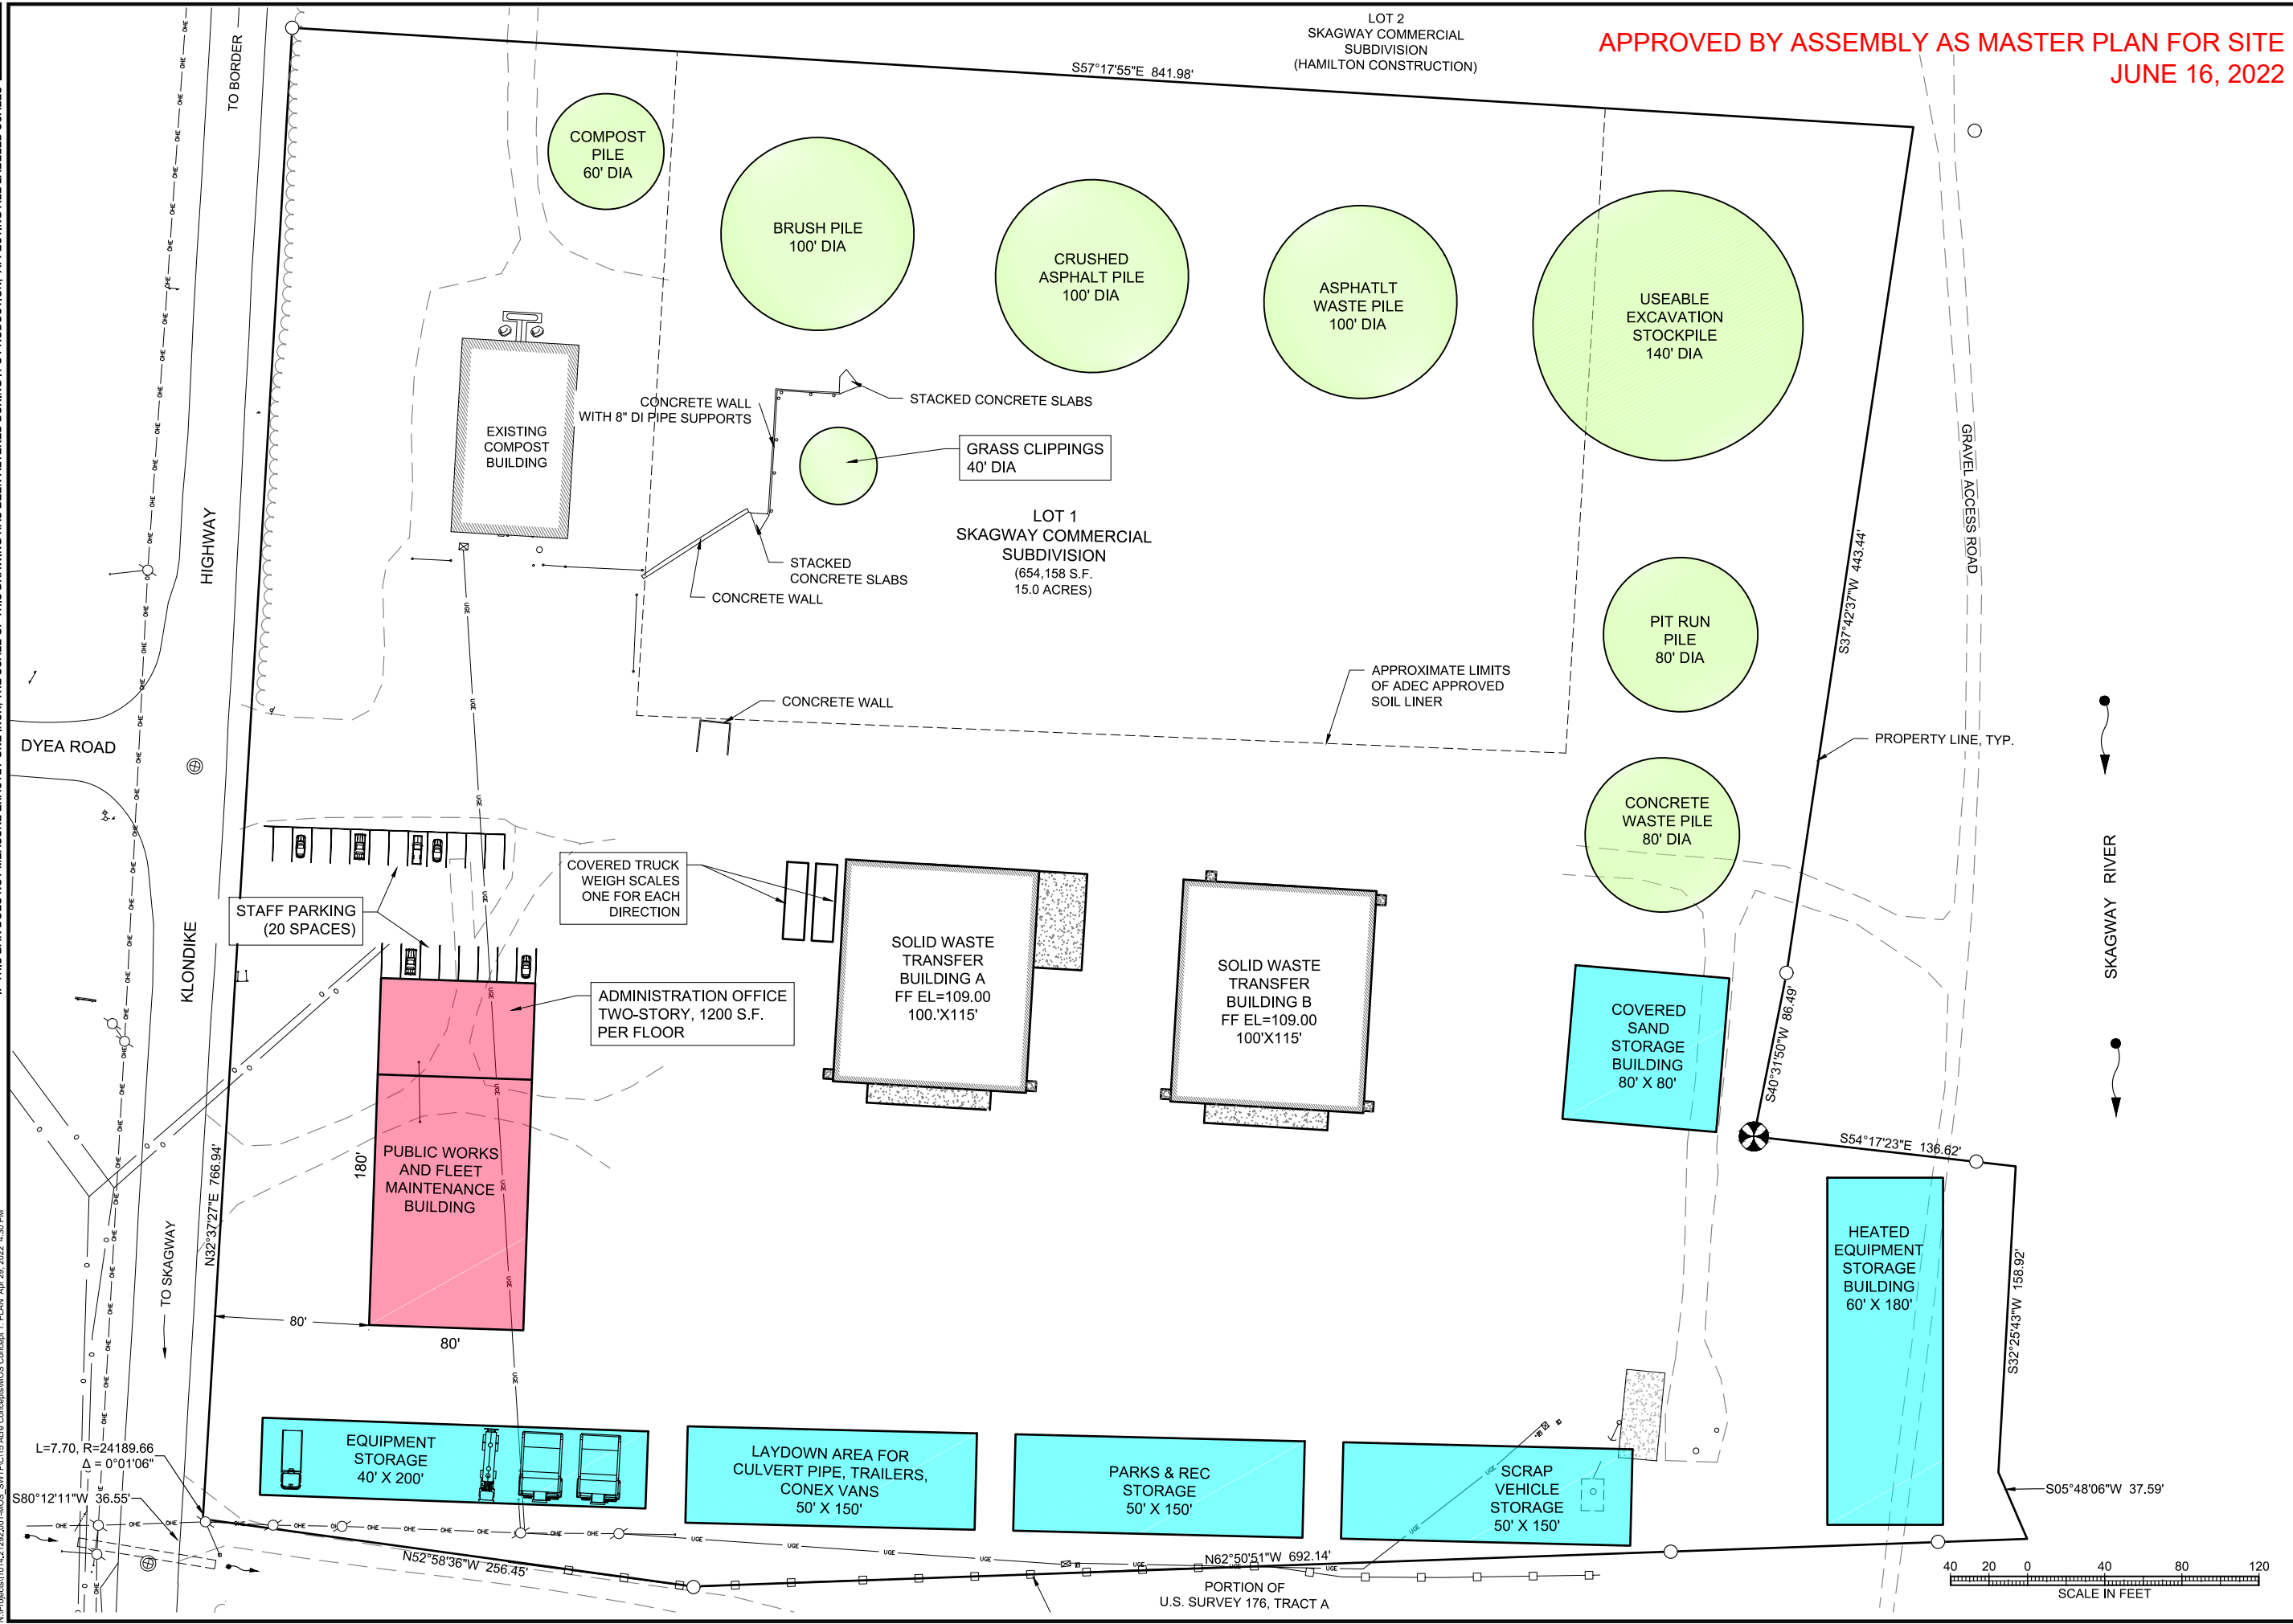 LOT 2
SKAGWAY COMMERCIAL
SUBDIVISION
(HAMILTON CONSTRUCTION)
APPROVED BY ASSEMBLY AS MASTER PLAN FOR SITE
JUNE 16, 2022
TO BORDER
S57°17'55"E 841.98'
COMPOST
PILE
60' DIA
BRUSH PILE
100' DIA
CRUSHED
ASPHALT PILE
100' DIA
ASPHATLT
WASTE PILE
100' DIA
USEABLE
EXCAVATION
STOCKPILE
140' DIA
CONCRETE WALL
WITH 8" DI PIPE SUPPORTS
STACKED CONCRETE SLABS
EXISTING
COMPOST
BUILDING
GRASS CLIPPINGS
40' DIA
LOT 1
SKAGWAY COMMERCIAL
SUBDIVISION
(654,158 S.F.
15.0 ACRES)
STACKED
CONCRETE SLABS
CONCRETE WALL
HIGHWAY
GRAVEL ACCESS ROAD
S37°42'37"W 443.44'
PIT RUN
PILE
80' DIA
APPROXIMATE LIMITS
OF ADEC APPROVED
SOIL LINER
CONCRETE WALL
DYEA ROAD
PROPERTY LINE, TYP.
CONCRETE
WASTE PILE
80' DIA
SKAGWAY RIVER
COVERED TRUCK
WEIGH SCALES
ONE FOR EACH
DIRECTION
STAFF PARKING
(20 SPACES)
KLONDIKE
SOLID WASTE
TRANSFER
BUILDING A
FF EL=109.00
100.'X115'
SOLID WASTE
TRANSFER
BUILDING B
FF EL=109.00
100'X115'
ADMINISTRATION OFFICE
TWO-STORY, 1200 S.F.
PER FLOOR
COVERED
SAND
STORAGE
BUILDING
80' X 80'
S40°31'50"W 86.49'
S54°17'23"E 136.62'
PUBLIC WORKS
AND FLEET
MAINTENANCE
BUILDING
180'
N32°37'27"E 766.94'
TO SKAGWAY
80'
80'
HEATED
EQUIPMENT
STORAGE
BUILDING
60' X 180'
S32°25'43"W 158.92'
EQUIPMENT
STORAGE
40' X 200'
LAYDOWN AREA FOR
CULVERT PIPE, TRAILERS,
CONEX VANS
50' X 150'
PARKS & REC
STORAGE
50' X 150'
SCRAP
VEHICLE
STORAGE
50' X 150'
L=7.70, R=24189.66
Δ = 0°01'06"
S80°12'11"W 36.55'
S05°48'06"W 37.59'
N52°58'36"W 256.45'
N62°50'51"W 692.14'
PORTION OF
U.S. SURVEY 176, TRACT A
40 20 0 40 80 120
SCALE IN FEET
OHE
UGE